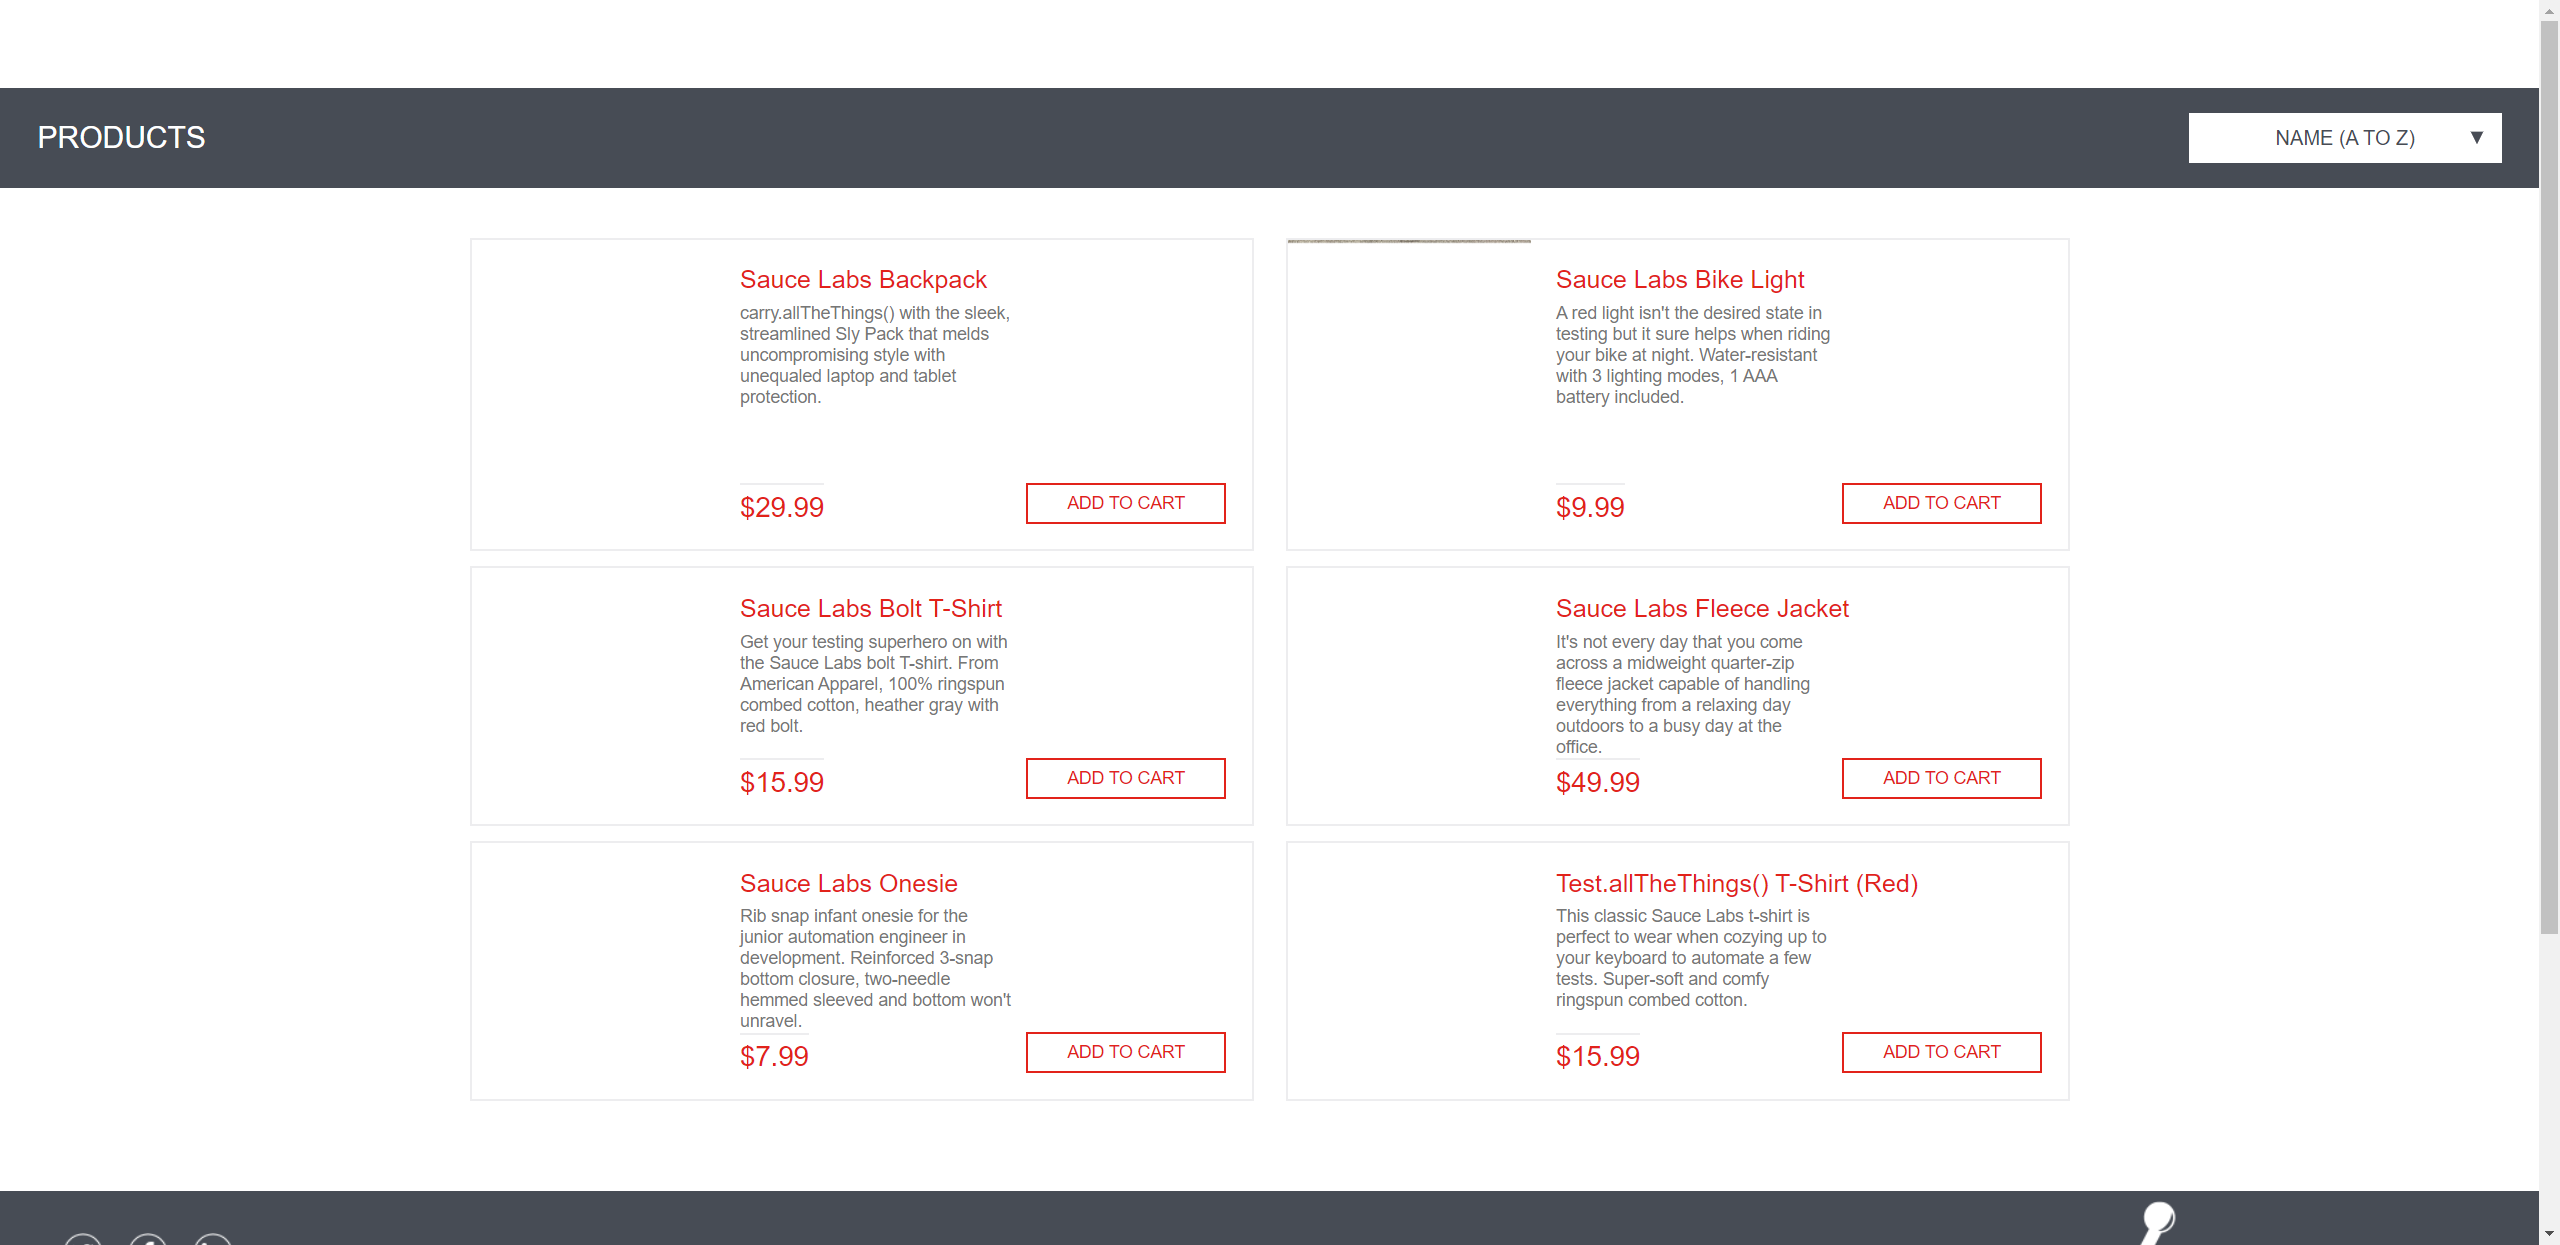 PRODUCTS
NAME (A TO Z)
Sauce Labs Backpack
carry.allTheThings() with the sleek,
streamlined Sly Pack that melds
uncompromising style with
unequaled laptop and tablet
protection.
$29.99
ADD TO CART
Sauce Labs Bike Light
A red light isn't the desired state in
testing but it sure helps when riding
your bike at night. Water-resistant
with 3 lighting modes, 1 AAA
battery included.
$9.99
ADD TO CART
Sauce Labs Bolt T-Shirt
Get your testing superhero on with
the Sauce Labs bolt T-shirt. From
American Apparel, 100% ringspun
combed cotton, heather gray with
red bolt.
$15.99
ADD TO CART
Sauce Labs Fleece Jacket
It's not every day that you come
across a midweight quarter-zip
fleece jacket capable of handling
everything from a relaxing day
outdoors to a busy day at the
office.
$49.99
ADD TO CART
Sauce Labs Onesie
Rib snap infant onesie for the
junior automation engineer in
development. Reinforced 3-snap
bottom closure, two-needle
hemmed sleeved and bottom won't
unravel.
$7.99
ADD TO CART
Test.allTheThings() T-Shirt (Red)
This classic Sauce Labs t-shirt is
perfect to wear when cozying up to
your keyboard to automate a few
tests. Super-soft and comfy
ringspun combed cotton.
$15.99
ADD TO CART